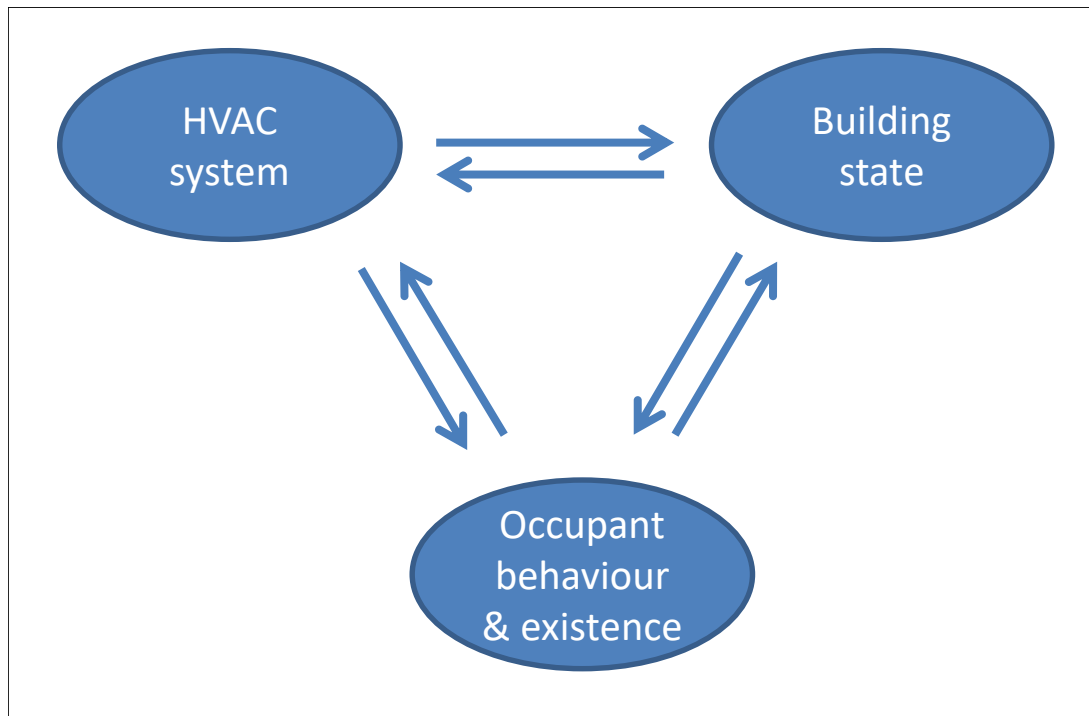 HVAC
system
Building
state
Occupant
behaviour
& existence